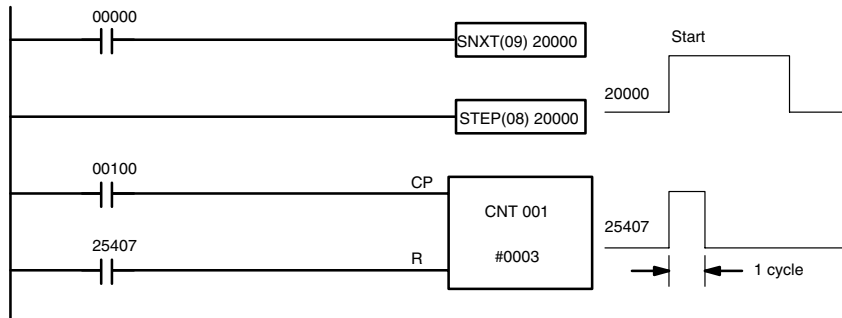 00000
SNXT(09) 20000
Start
20000
STEP(08) 20000
00100
CP
CNT 001
25407
25407
R
#0003
1 cycle